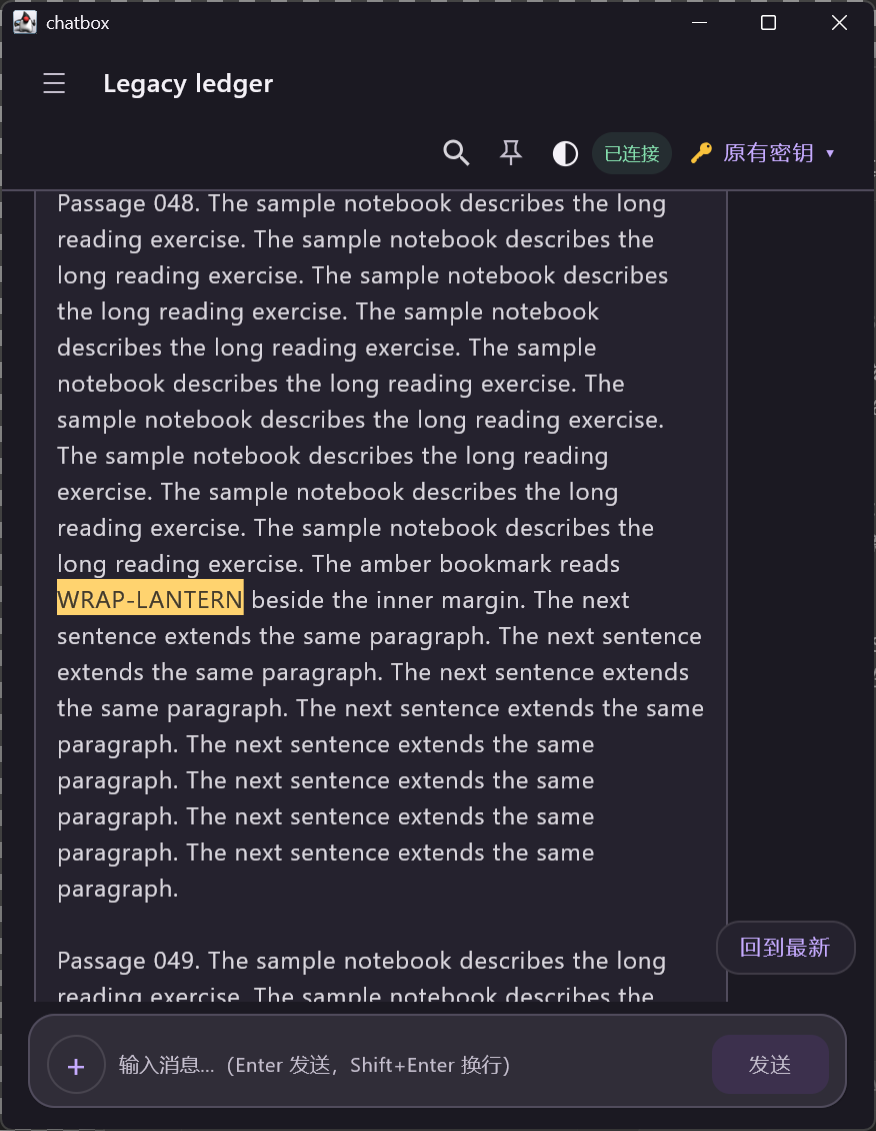 chatbox
Legacy ledger
已连接
原有密钥
Passage 048. The sample notebook describes the long
reading exercise. The sample notebook describes the
long reading exercise. The sample notebook describes
the long reading exercise. The sample notebook
describes the long reading exercise. The sample
notebook describes the long reading exercise. The
sample notebook describes the long reading exercise.
The sample notebook describes the long reading
exercise. The sample notebook describes the long
reading exercise. The sample notebook describes the
long reading exercise. The amber bookmark reads
WRAP-LANTERN beside the inner margin. The next
sentence extends the same paragraph. The next sentence
extends the same paragraph. The next sentence extends
the same paragraph. The next sentence extends the same
paragraph. The next sentence extends the same
paragraph. The next sentence extends the same
paragraph. The next sentence extends the same
paragraph. The next sentence extends the same
paragraph.
回到最新
Passage 049. The sample notebook describes the long
reading exercise. The sample notebook describes the
输入消息... (Enter 发送，Shift+Enter 换行)
发送